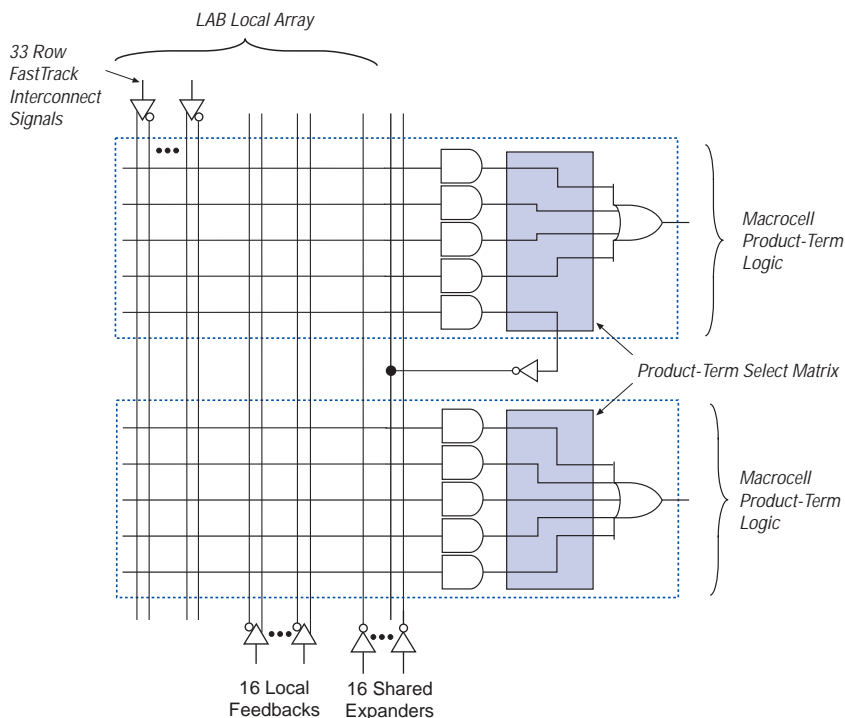 LAB Local Array
33 Row
FastTrack
Interconnect
Signals
Macrocell
Product-Term
Logic
Product-Term Select Matrix
Macrocell
Product-Term
Logic
16 Local
Feedbacks
16 Shared
Expanders